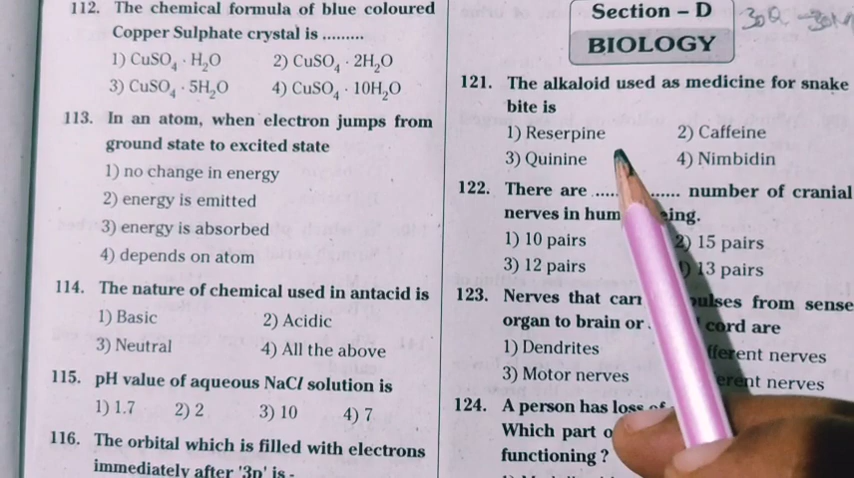 112. The chemical formula of blue coloured
Copper Sulphate crystal is .........
1) CuSO₄ · H₂O 2) CuSO₄ · 2H₂O
3) CuSO₄ · 5H₂O 4) CuSO₄ · 10H₂O
113. In an atom, when electron jumps from
ground state to excited state
1) no change in energy
2) energy is emitted
3) energy is absorbed
4) depends on atom
114. The nature of chemical used in antacid is
1) Basic 2) Acidic
3) Neutral 4) All the above
115. pH value of aqueous NaCl solution is
1) 1.7 2) 2 3) 10 4) 7
116. The orbital which is filled with electrons
immediately after '3p' is -
Section – D
BIOLOGY
121. The alkaloid used as medicine for snake
bite is
1) Reserpine 2) Caffeine
3) Quinine 4) Nimbidin
122. There are ..... ...... number of cranial
nerves in
1) 10 pairs 2) 15 pairs
3) 12 pairs 13 pairs
123. Nerves that from sense
organ to brain or cord are
1) Dendrites nerves
3) Motor nerves nerves
124. A person has loss of
Which part
functioning ?